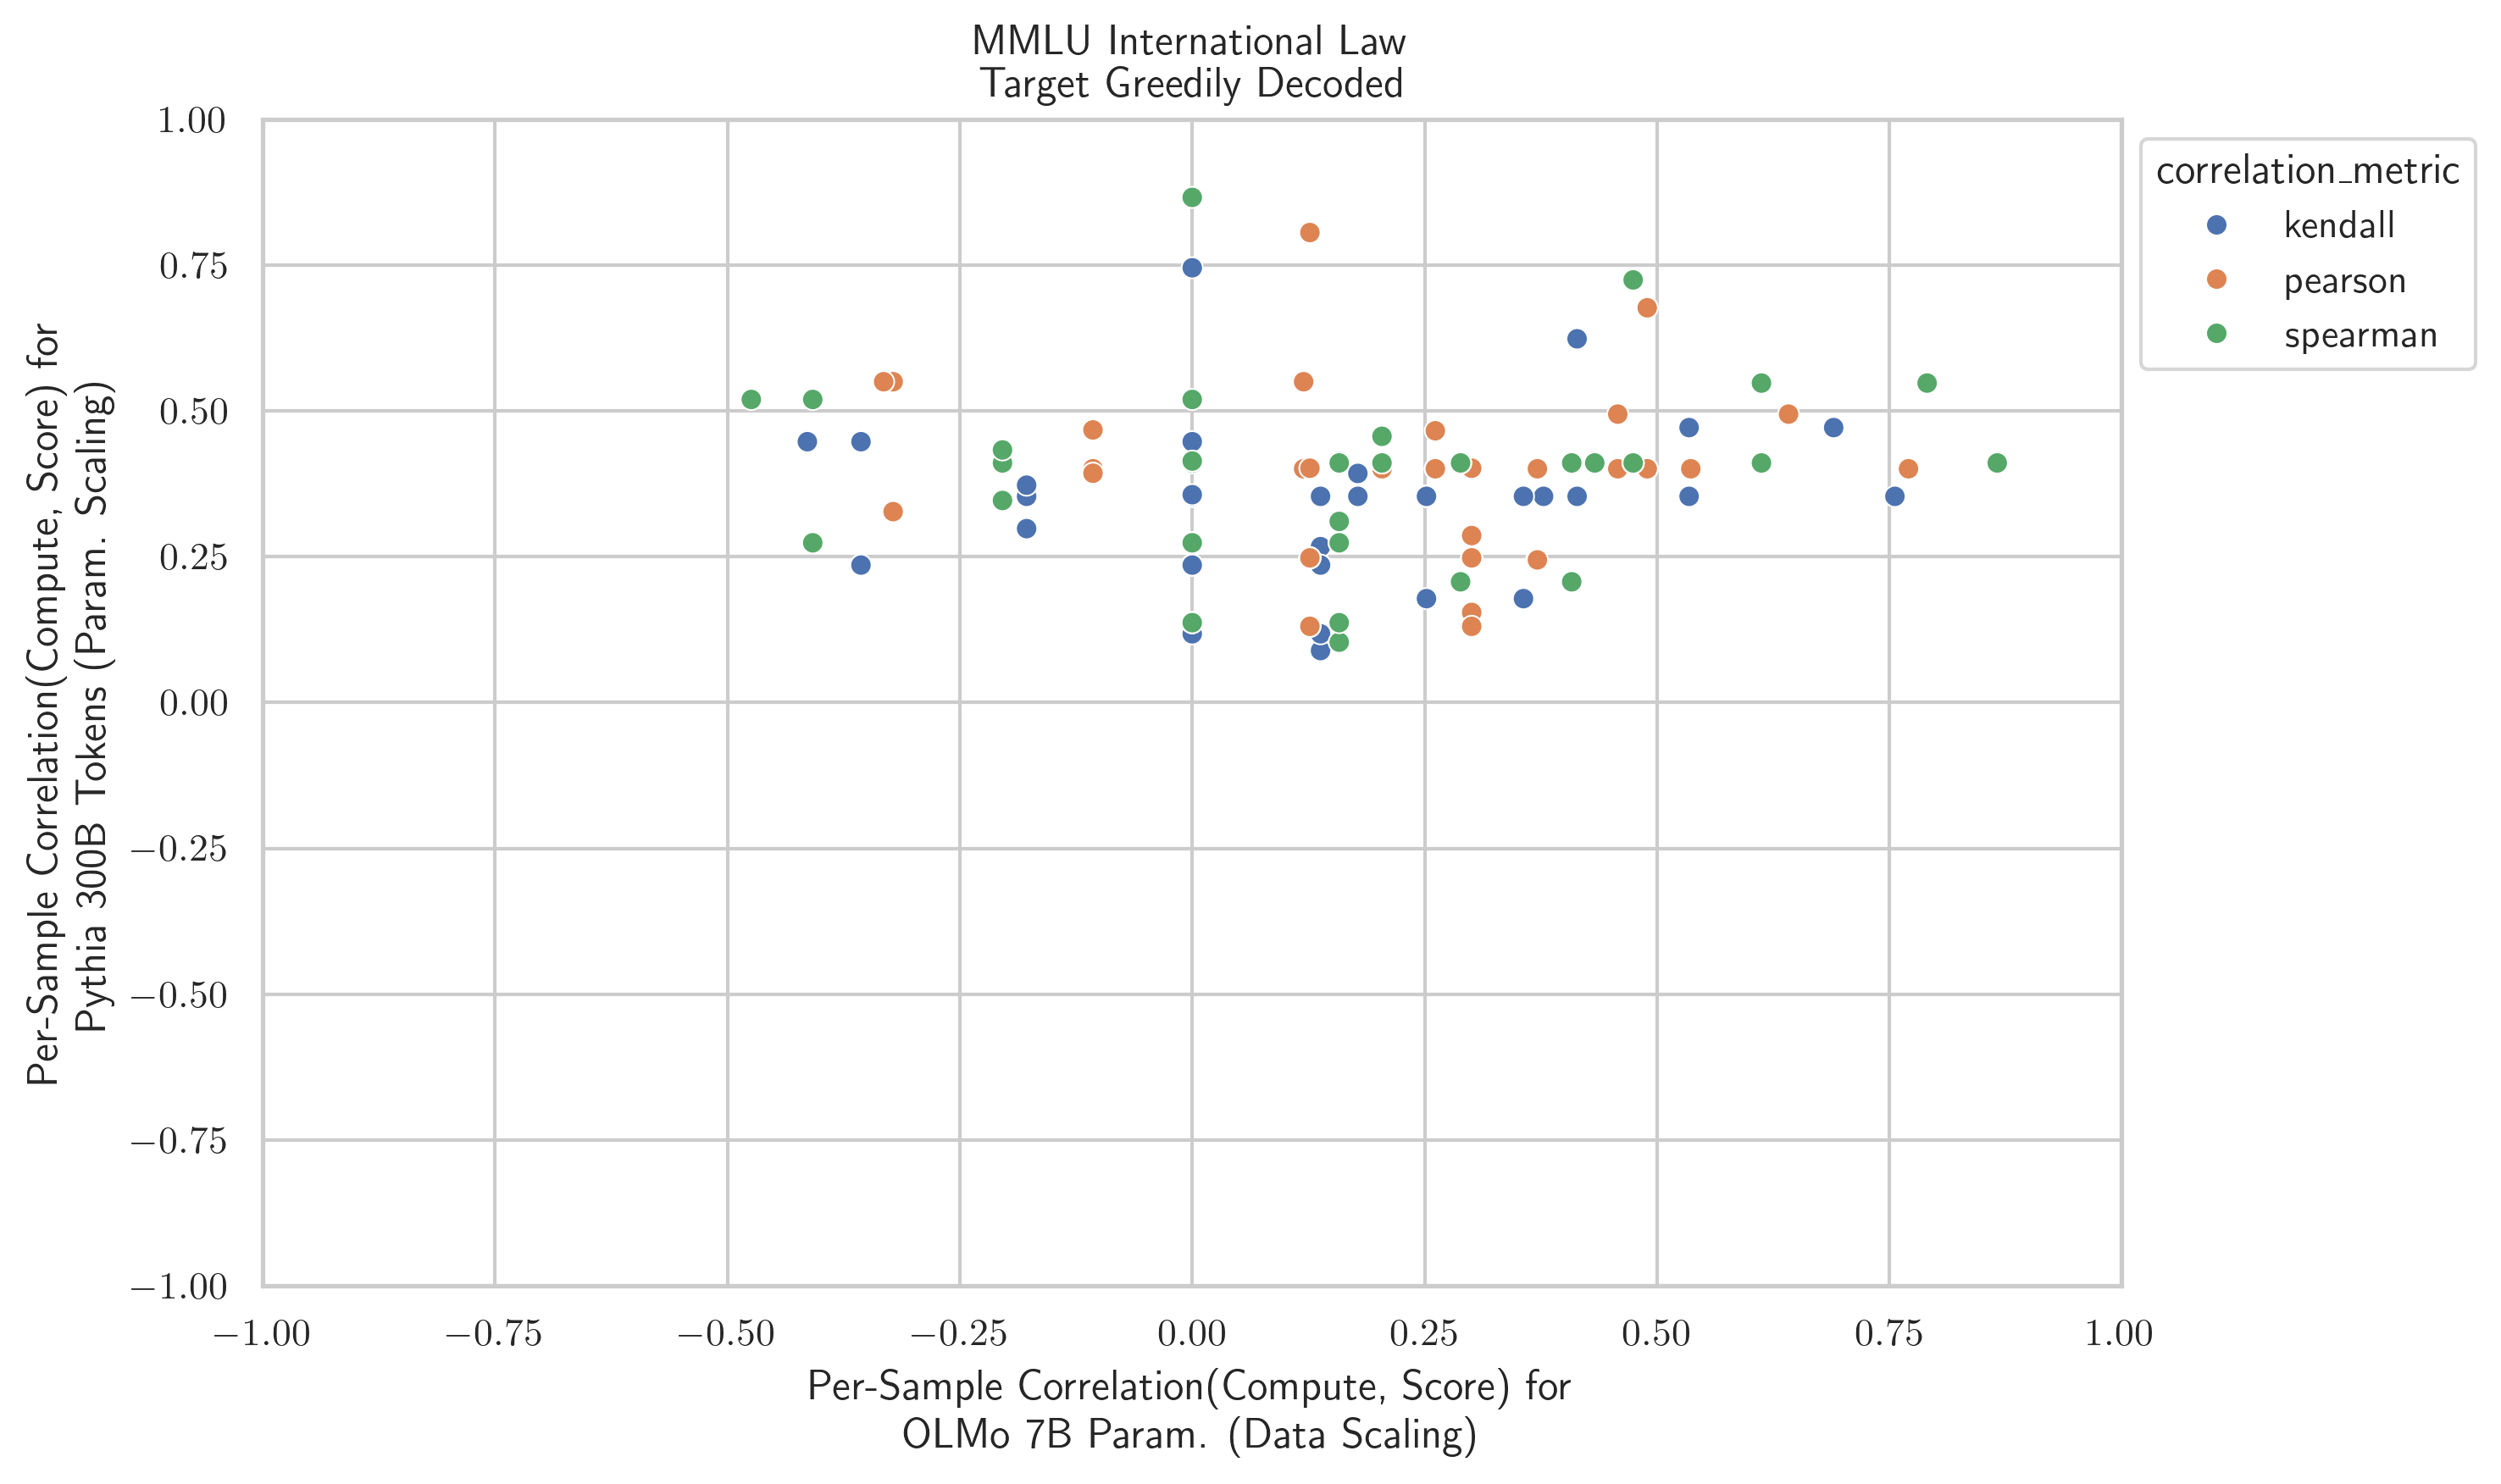 MMLU International Law
Target Greedily Decoded
Per-Sample Correlation(Compute, Score) for
Pythia 300B Tokens (Param. Scaling)
1.00
0.75
0.50
0.25
0.00
−0.25
−0.50
−0.75
−1.00
correlation_metric
kendall
pearson
spearman
−1.00
−0.75
−0.50
−0.25
0.00
0.25
0.50
0.75
1.00
Per-Sample Correlation(Compute, Score) for
OLMo 7B Param. (Data Scaling)